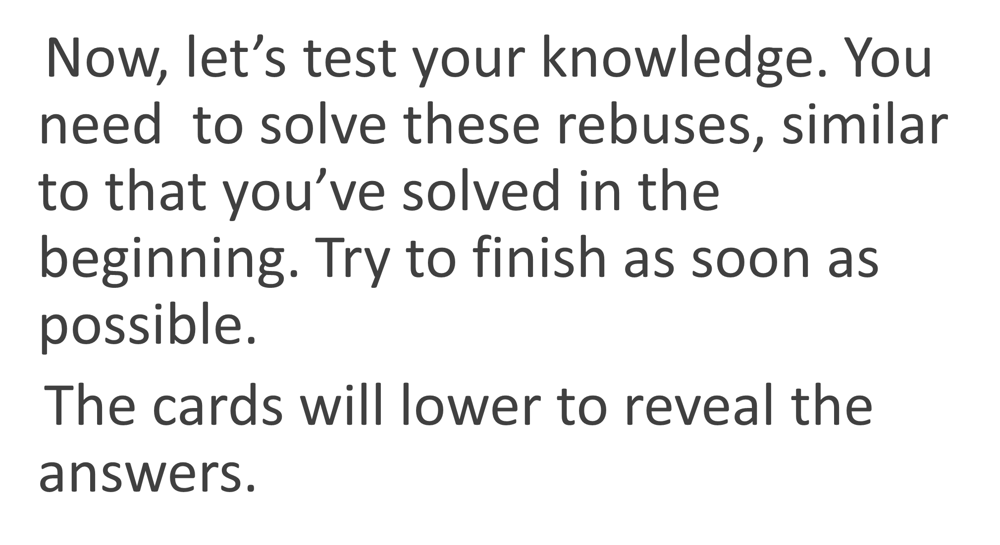 Now, let’s test your knowledge. You
need  to solve these rebuses, similar
to that you’ve solved in the
beginning. Try to finish as soon as
possible.
The cards will lower to reveal the
answers.